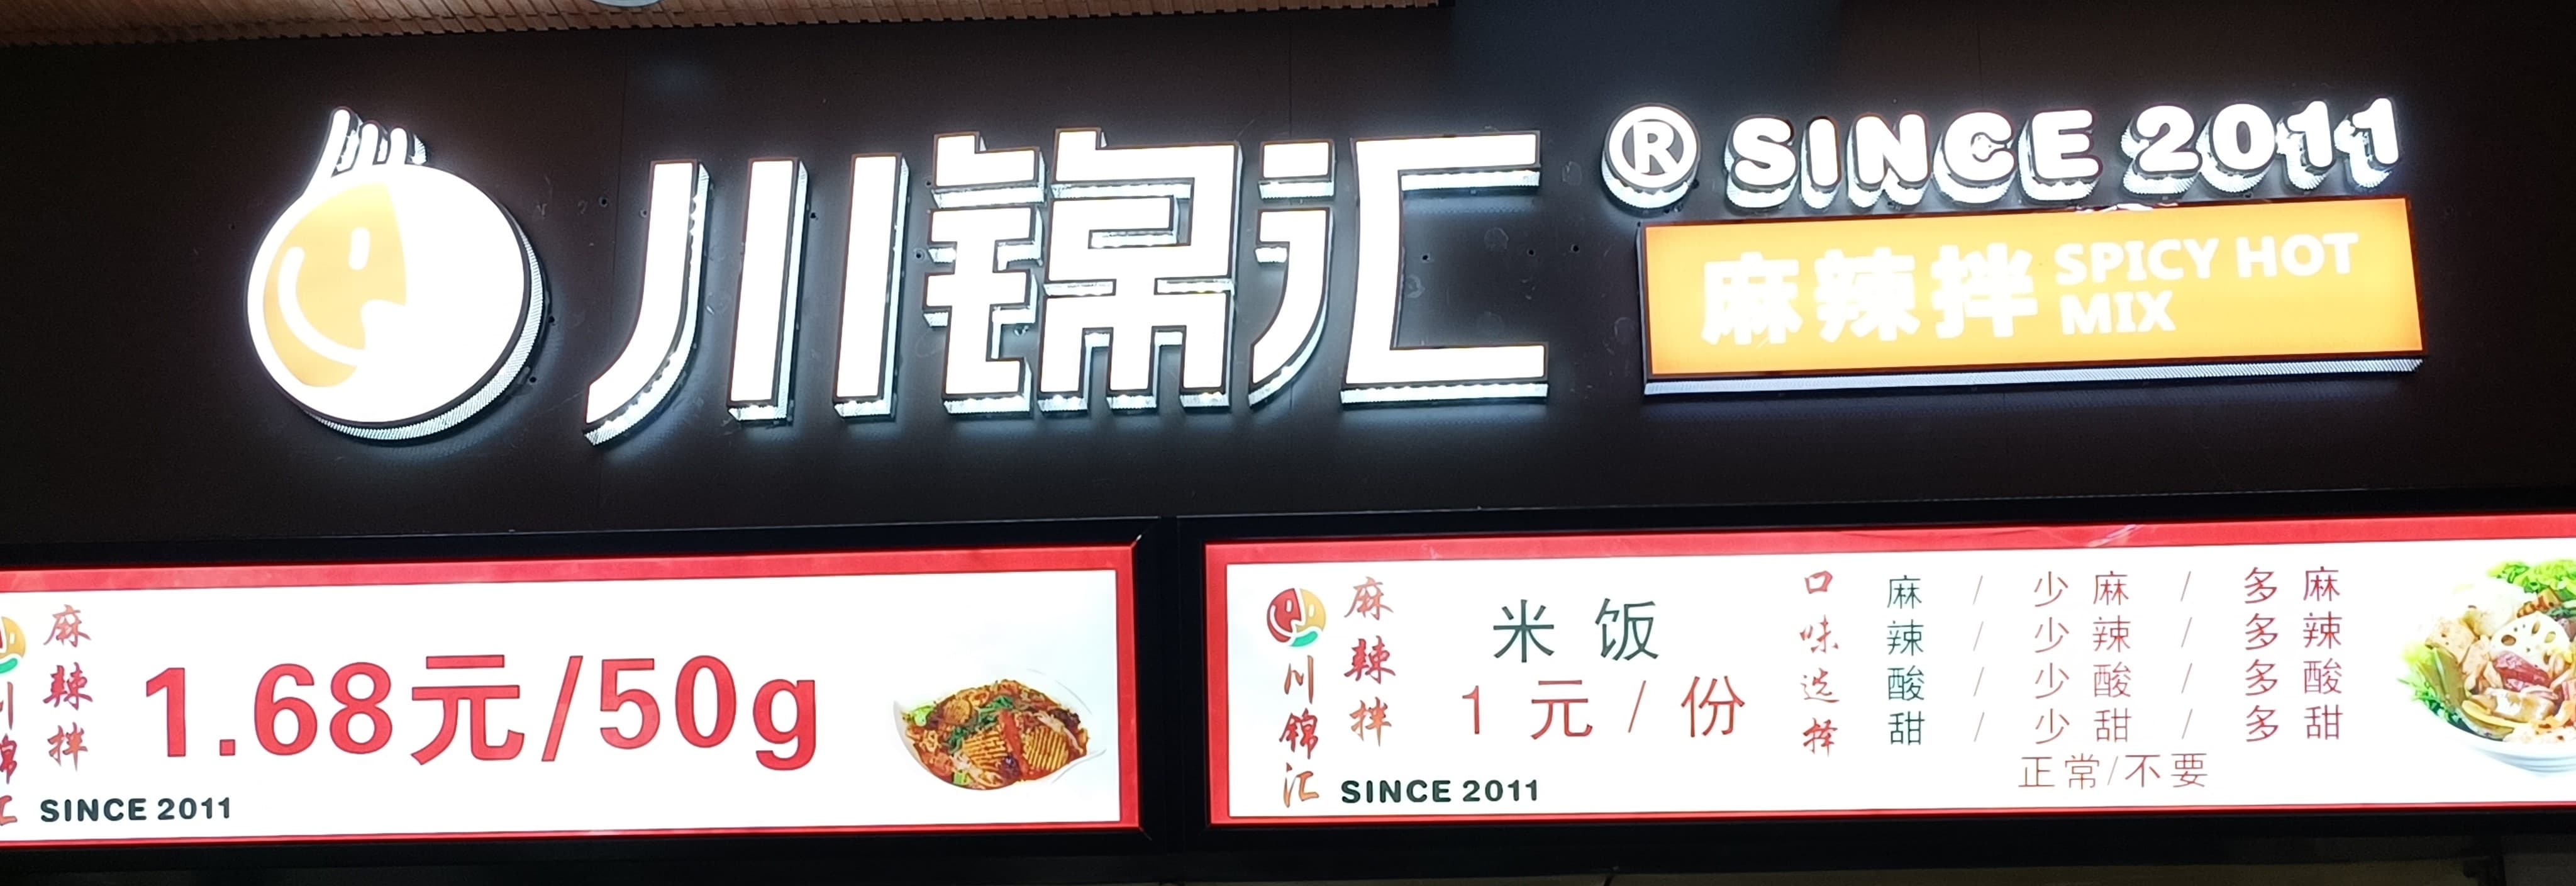 川锦汇® SINCE 2011
麻辣拌 SPICY HOT
MIX
麻辣拌
川锦汇
1.68元/50g
SINCE 2011
麻辣拌
川锦汇
SINCE 2011
米饭
1元/份
口味选择
麻 / 少麻 / 多麻
辣 / 少辣 / 多辣
酸 / 少酸 / 多酸
甜 / 少甜 / 多甜
正常/不要